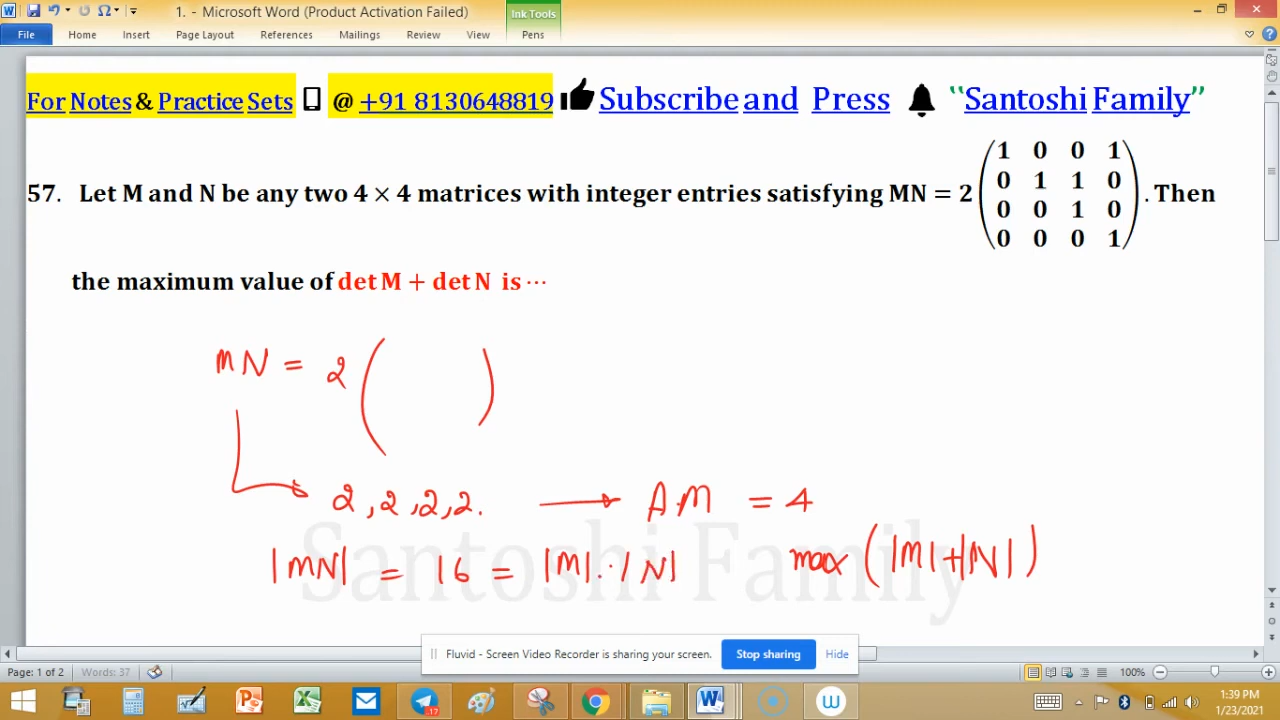 1. - Microsoft Word (Product Activation Failed)
Ink Tools
File Home Insert Page Layout References Mailings Review View Pens
For Notes & Practice Sets @ +91 8130648819 Subscribe and Press "Santoshi Family"
57. Let M and N be any two 4 × 4 matrices with integer entries satisfying MN = 2 (1 0 0 1
0 1 1 0
0 0 1 0
0 0 0 1) . Then
the maximum value of det M + det N is ⋯
MN = 2 ( )
2, 2, 2, 2. → AM = 4
|MN| = 16 = |M|.|N| max (|M|+|N|)
Santoshi Family
Fluvid - Screen Video Recorder is sharing your screen. Stop sharing Hide
Page: 1 of 2 Words: 37 100%
17
1:39 PM
1/23/2021